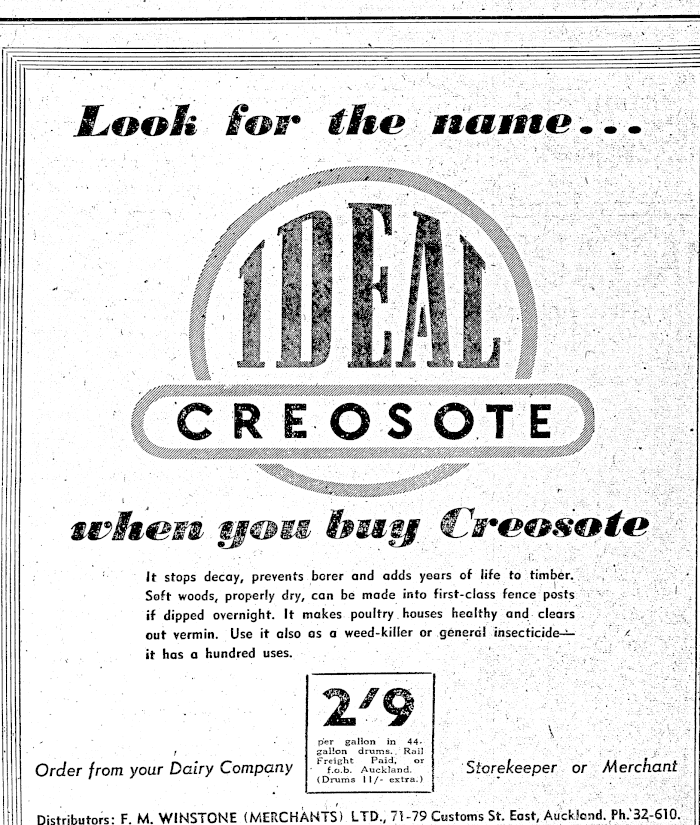 Look for the name...
IDEAL
CREOSOTE
when you buy Creosote
It stops decay, prevents borer and adds years of life to timber.
Soft woods, properly dry, can be made into first-class fence posts
if dipped overnight. It makes poultry houses healthy and clears
out vermin. Use it also as a weed-killer or general insecticide—
it has a hundred uses.
2/9
per gallon in 44-
gallon drums. Rail
Freight Paid, or
f.o.b. Auckland.
(Drums 11/- extra.)
Order from your Dairy Company
Storekeeper or Merchant
Distributors: F. M. WINSTONE (MERCHANTS) LTD., 71-79 Customs St. East, Auckland. Ph. 32-610.